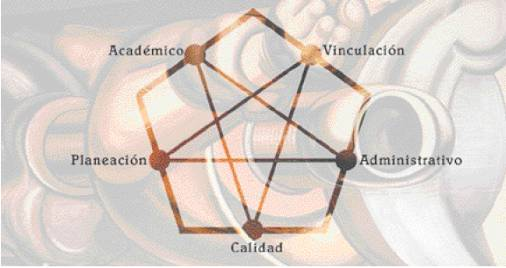 Académico
Vinculación
Planeación
Administrativo
Calidad